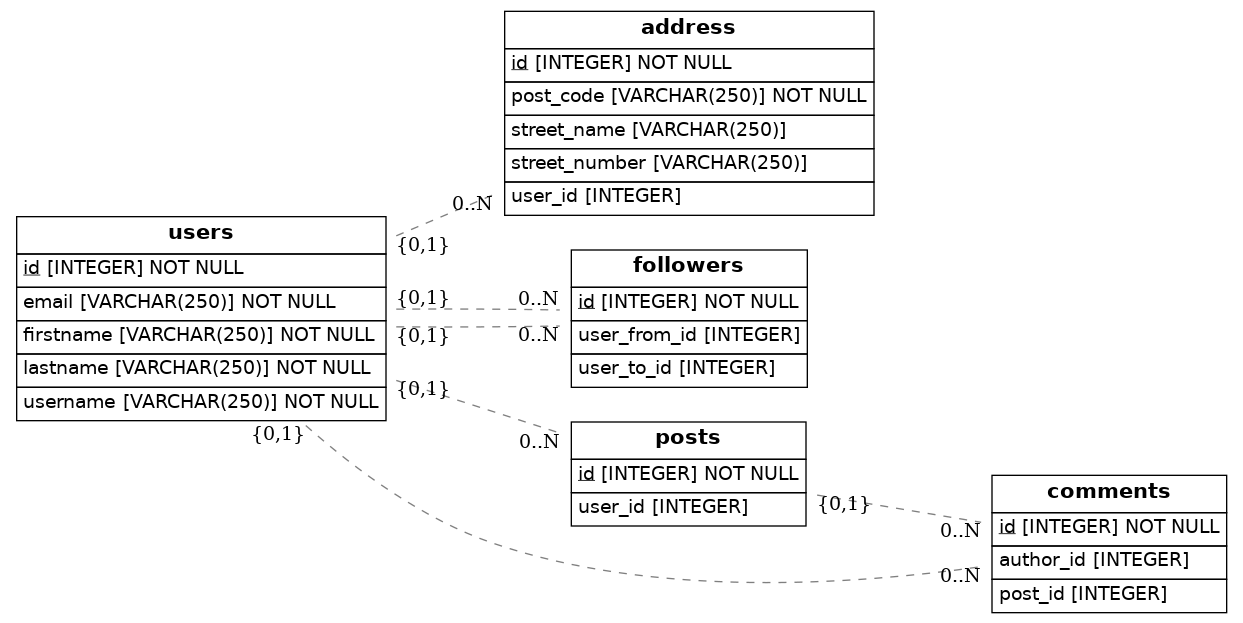 address
id [INTEGER] NOT NULL
post_code [VARCHAR(250)] NOT NULL
street_name [VARCHAR(250)]
street_number [VARCHAR(250)]
user_id [INTEGER]
0..N
{0,1}
users
id [INTEGER] NOT NULL
email [VARCHAR(250)] NOT NULL
firstname [VARCHAR(250)] NOT NULL
lastname [VARCHAR(250)] NOT NULL
username [VARCHAR(250)] NOT NULL
{0,1}
0..N
{0,1}
0..N
followers
id [INTEGER] NOT NULL
user_from_id [INTEGER]
user_to_id [INTEGER]
{0,1}
0..N
posts
id [INTEGER] NOT NULL
user_id [INTEGER]
{0,1}
{0,1}
0..N
0..N
comments
id [INTEGER] NOT NULL
author_id [INTEGER]
post_id [INTEGER]